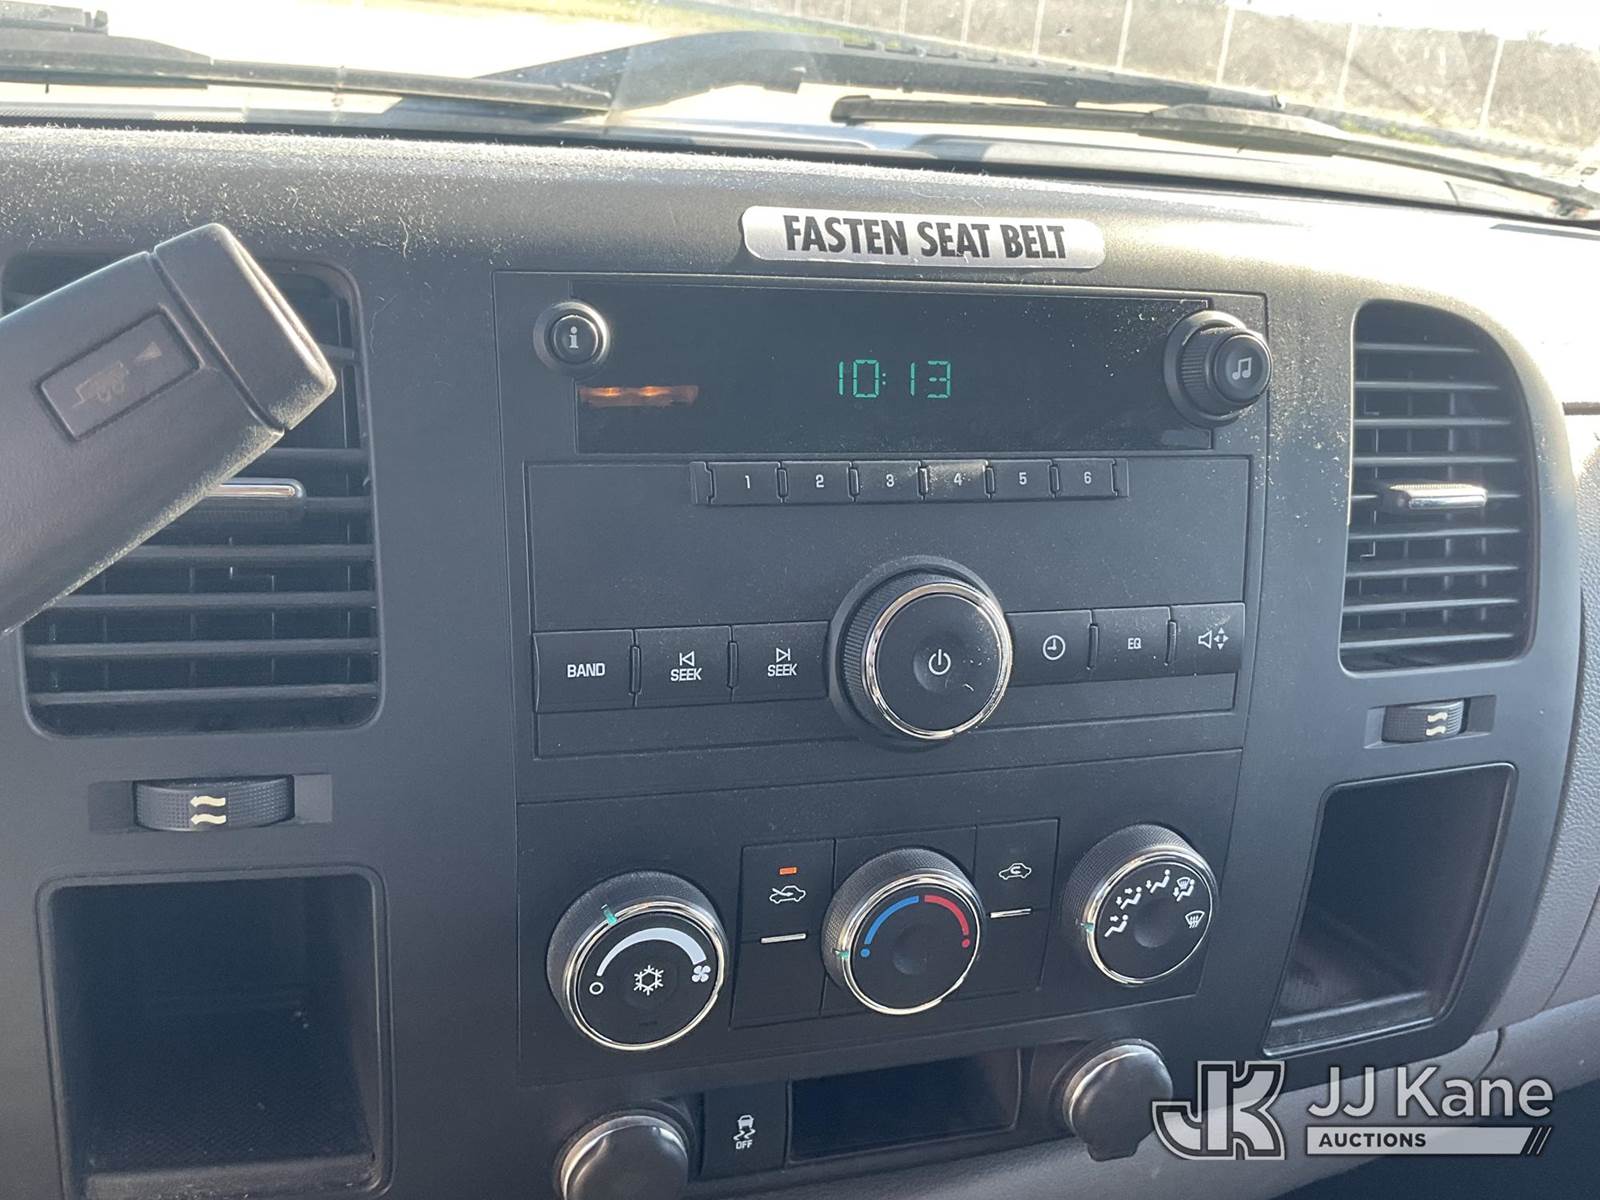 FASTEN SEAT BELT
i
10:13
1 2 3 4 5 6
BAND
SEEK
SEEK
EQ
OFF
JK
JJ Kane
AUCTIONS